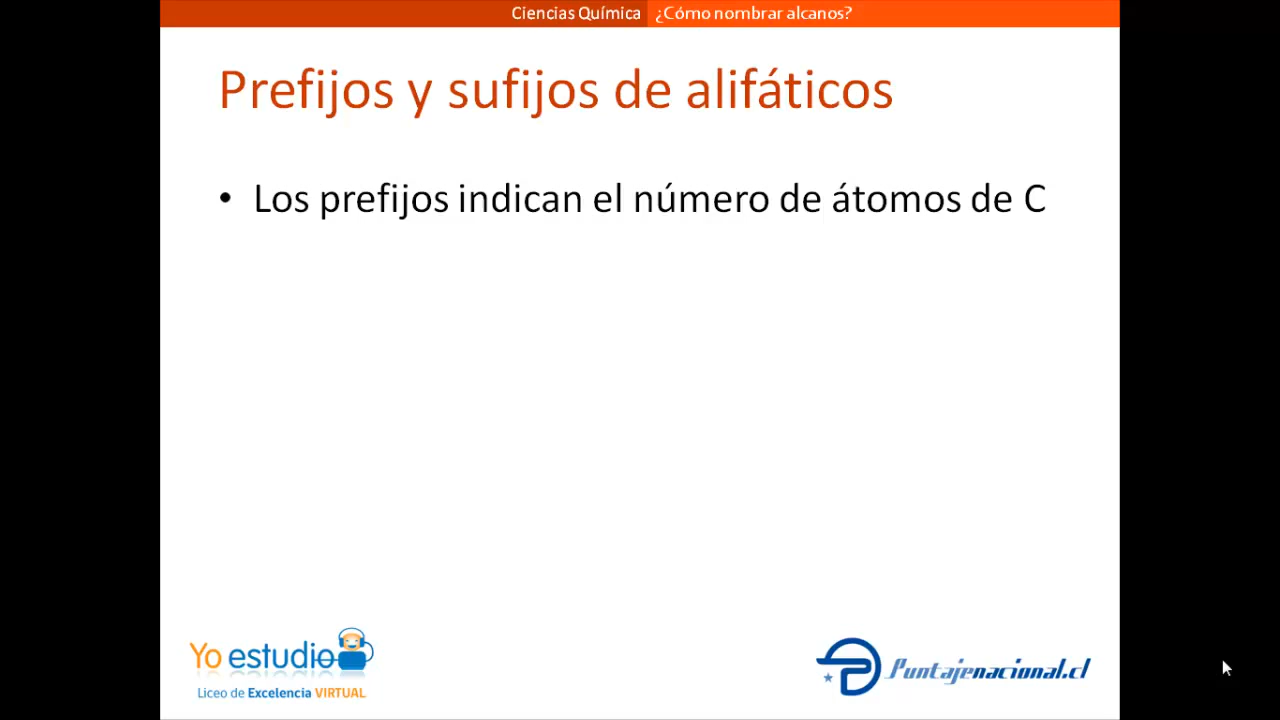 Ciencias Química ¿Cómo nombrar alcanos?
Prefijos y sufijos de alifáticos
• Los prefijos indican el número de átomos de C
Yo estudio
Liceo de Excelencia VIRTUAL
Puntajenacional.cl